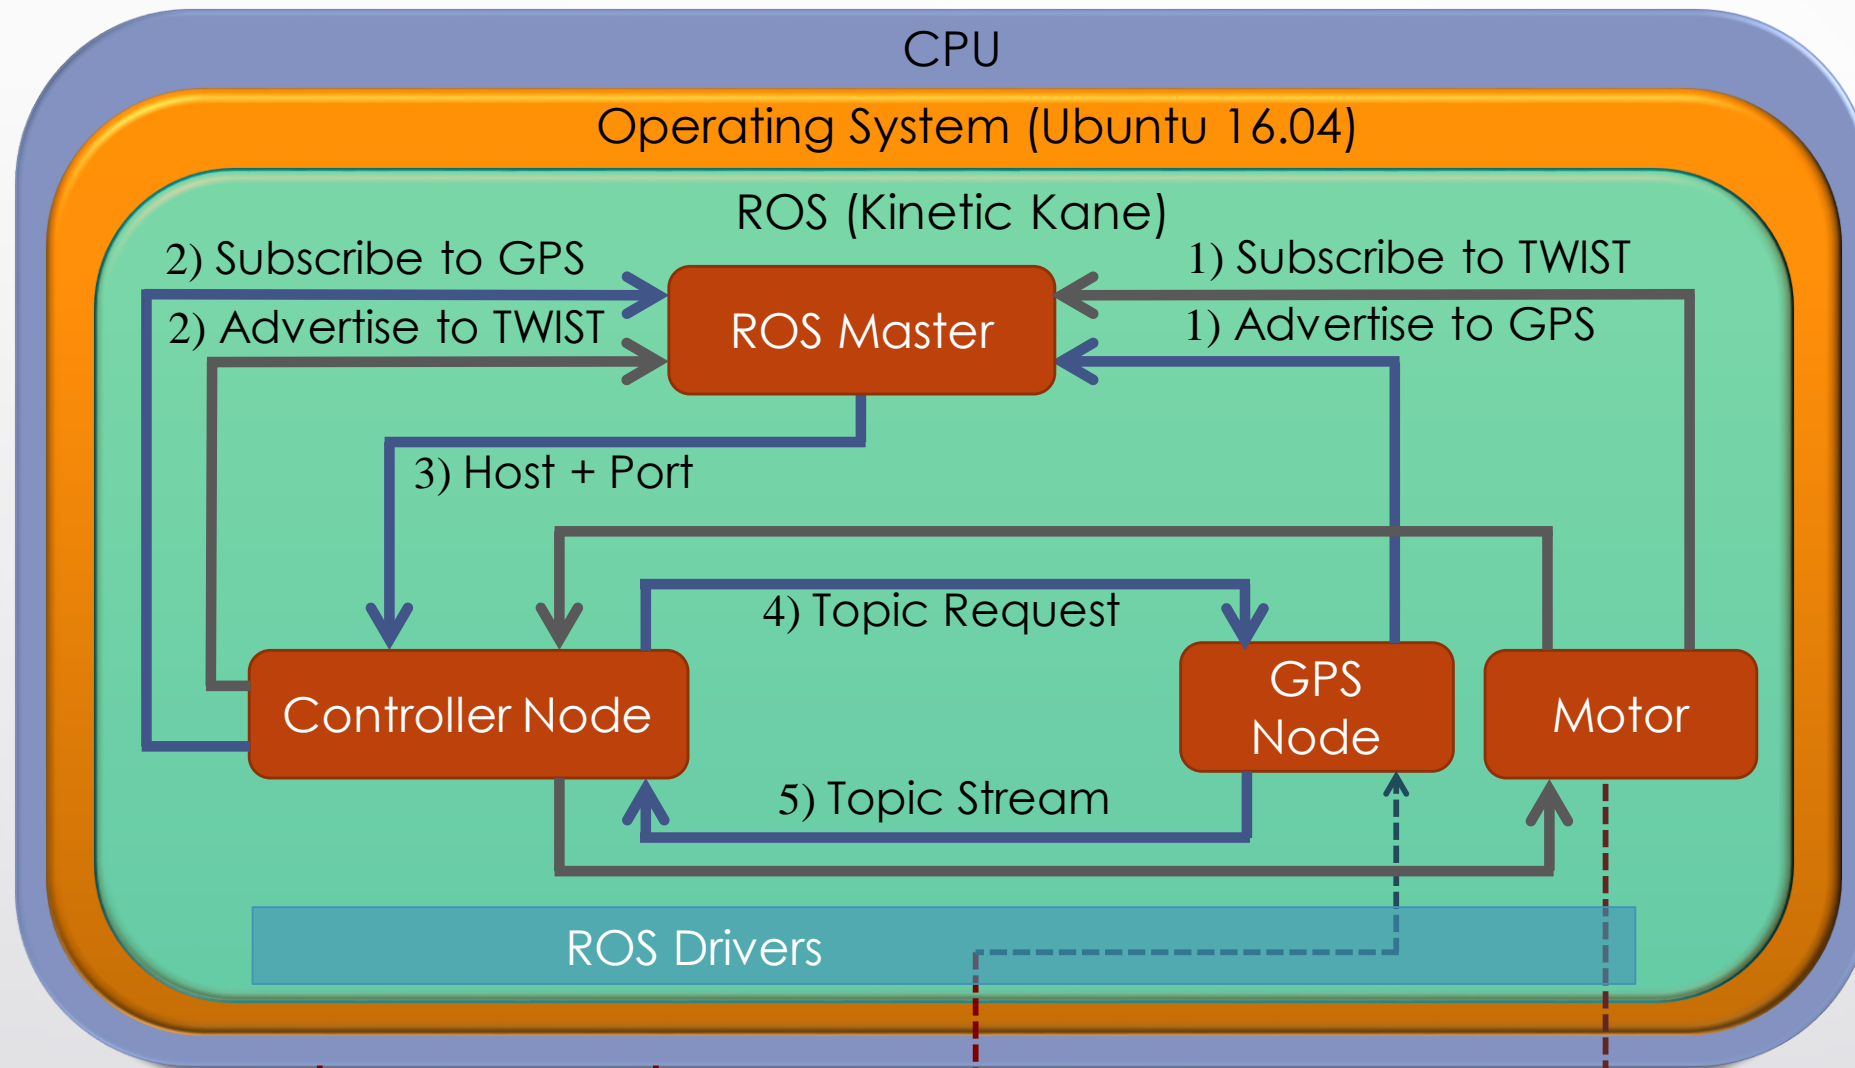 CPU
Operating System (Ubuntu 16.04)
ROS (Kinetic Kane)
2) Subscribe to GPS
1) Subscribe to TWIST
2) Advertise to TWIST
ROS Master
1) Advertise to GPS
3) Host + Port
4) Topic Request
Controller Node
GPS
Node
Motor
5) Topic Stream
ROS Drivers